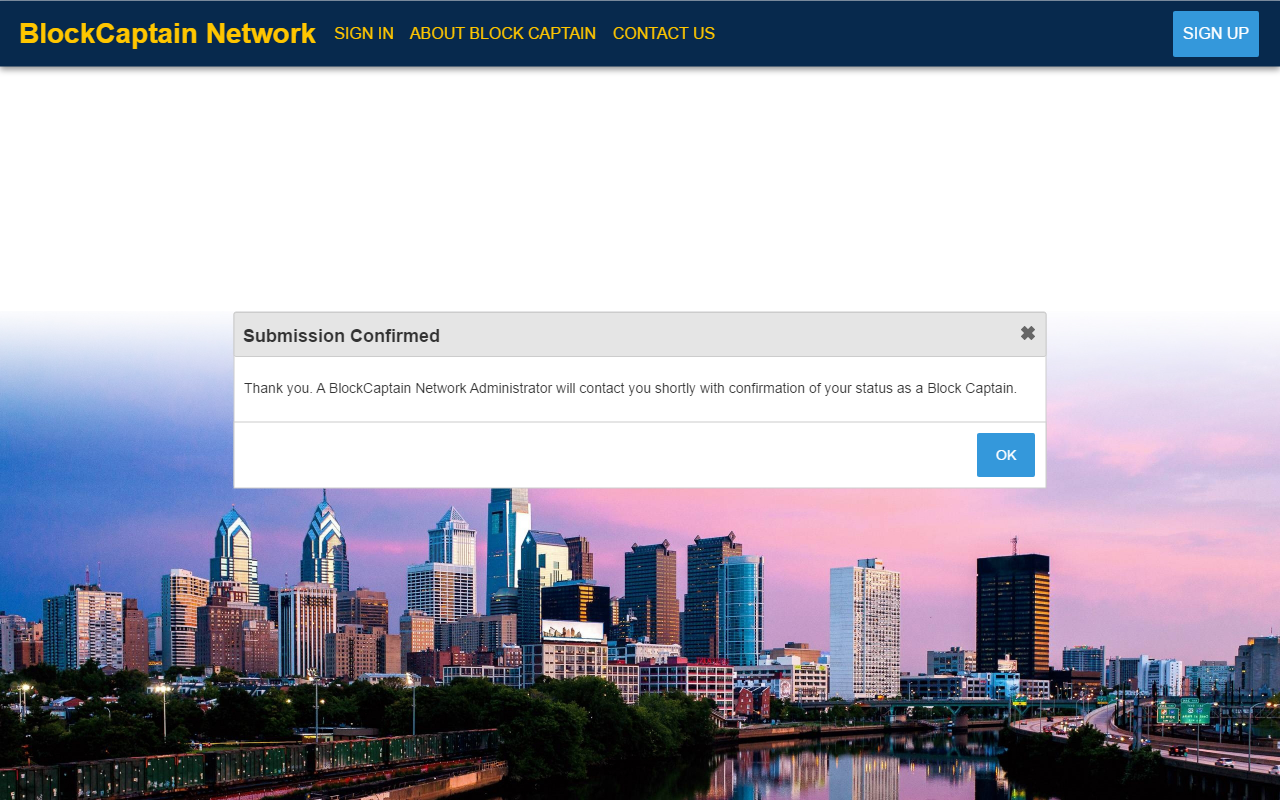 BlockCaptain Network SIGN IN ABOUT BLOCK CAPTAIN CONTACT US SIGN UP
Submission Confirmed ✖
Thank you. A BlockCaptain Network Administrator will contact you shortly with confirmation of your status as a Block Captain.
OK